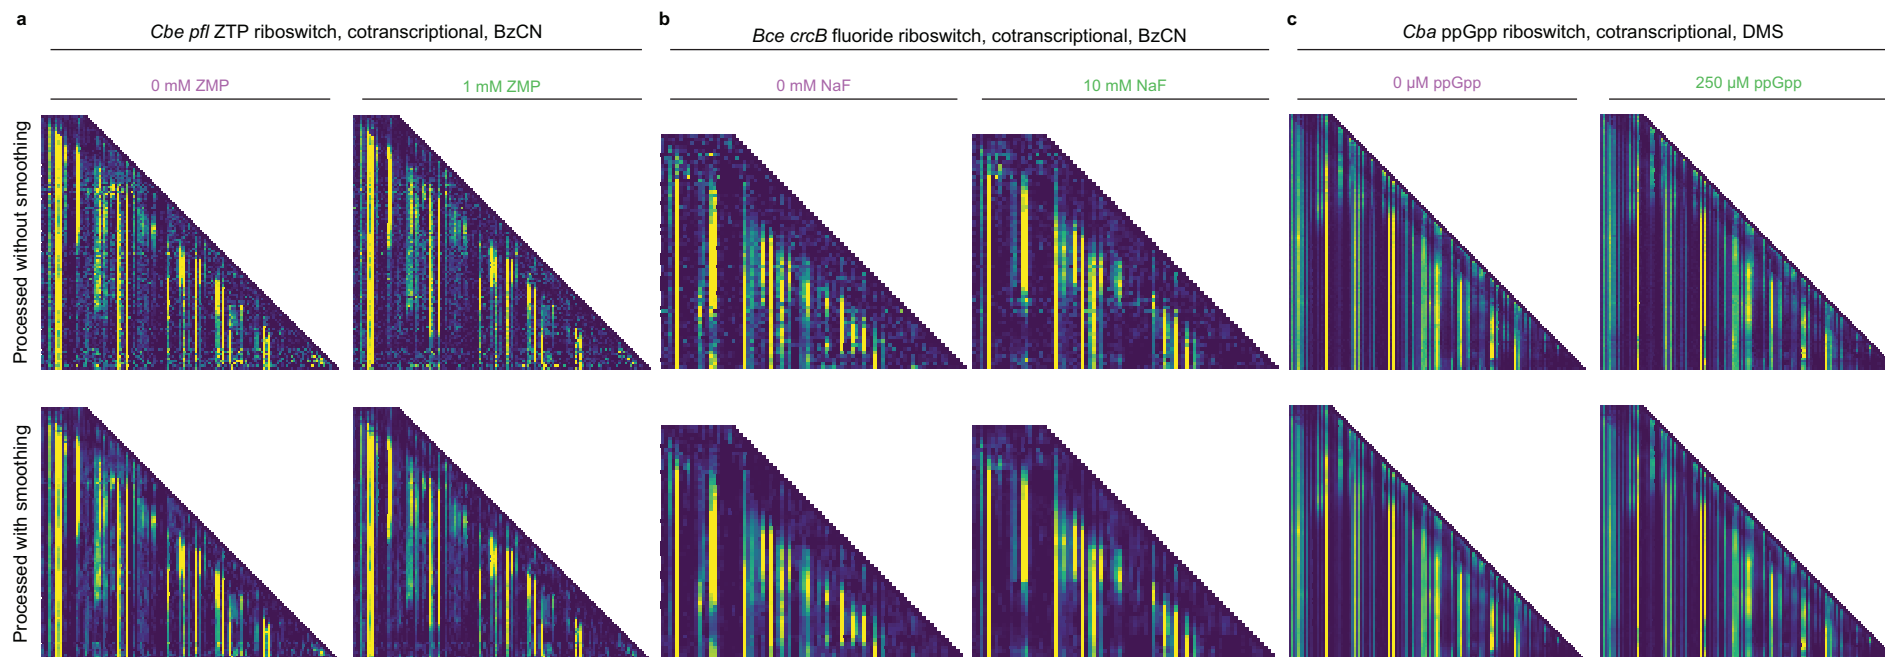 a
Cbe pfl ZTP riboswitch, cotranscriptional, BzCN
0 mM ZMP
1 mM ZMP
b
Bce crcB fluoride riboswitch, cotranscriptional, BzCN
0 mM NaF
10 mM NaF
c
Cba ppGpp riboswitch, cotranscriptional, DMS
0 µM ppGpp
250 µM ppGpp
Processed without smoothing
Processed with smoothing